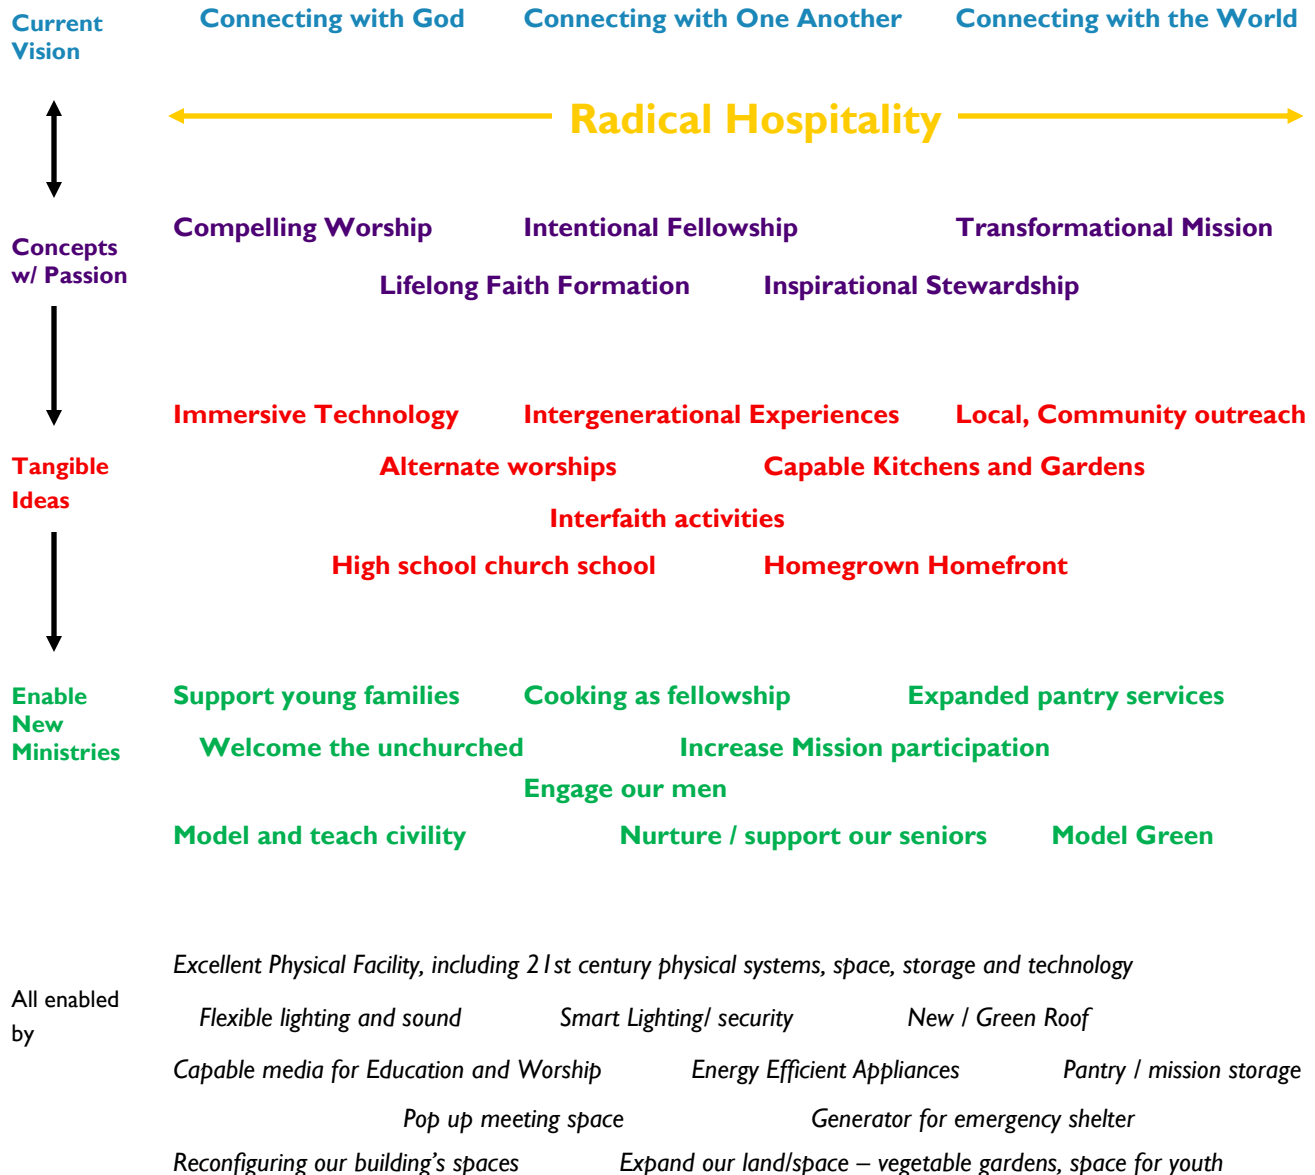 Current Vision
Connecting with God   Connecting with One Another   Connecting with the World
Radical Hospitality
Concepts w/ Passion
Compelling Worship   Intentional Fellowship   Transformational Mission
Lifelong Faith Formation   Inspirational Stewardship
Tangible Ideas
Immersive Technology   Intergenerational Experiences   Local, Community outreach
Alternate worships   Capable Kitchens and Gardens
Interfaith activities
High school church school   Homegrown Homefront
Enable New Ministries
Support young families   Cooking as fellowship   Expanded pantry services
Welcome the unchurched   Increase Mission participation
Engage our men
Model and teach civility   Nurture / support our seniors   Model Green
All enabled by
Excellent Physical Facility, including 21st century physical systems, space, storage and technology
Flexible lighting and sound   Smart Lighting/ security   New / Green Roof
Capable media for Education and Worship   Energy Efficient Appliances   Pantry / mission storage
Pop up meeting space   Generator for emergency shelter
Reconfiguring our building's spaces   Expand our land/space – vegetable gardens, space for youth